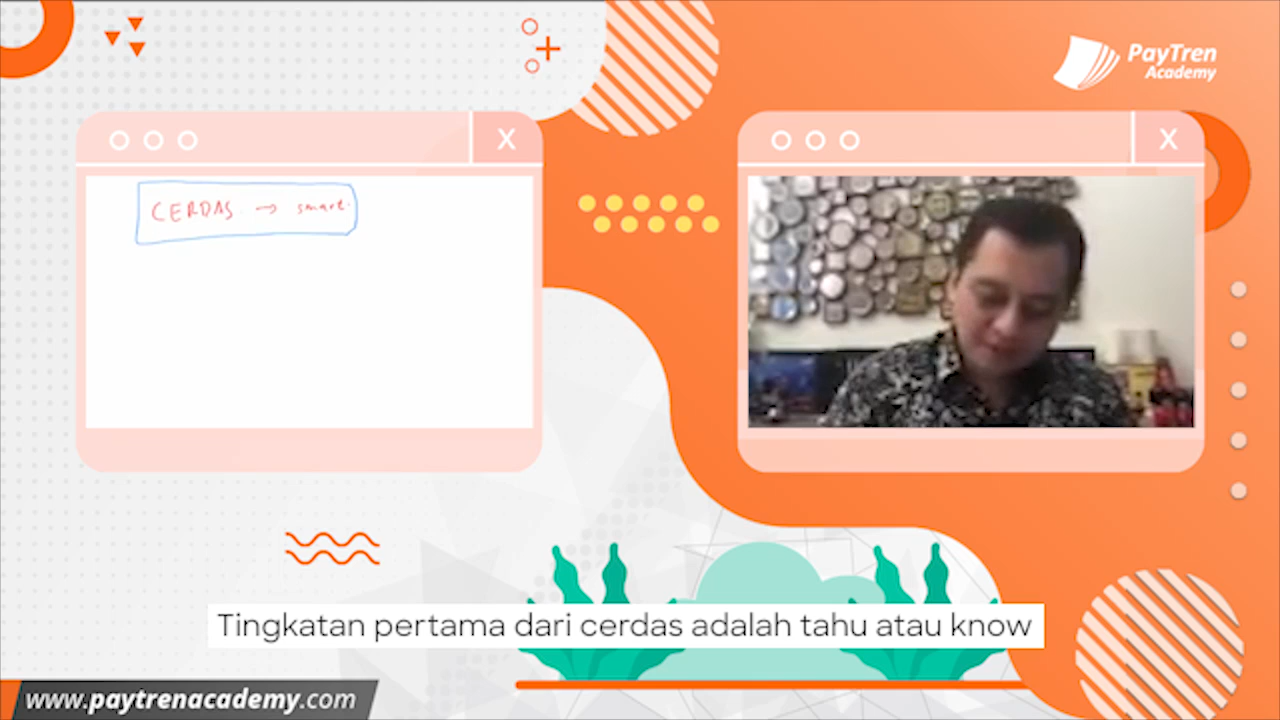 PayTren
Academy
X
X
CERDAS → smart.
Tingkatan pertama dari cerdas adalah tahu atau know
www.paytrenacademy.com